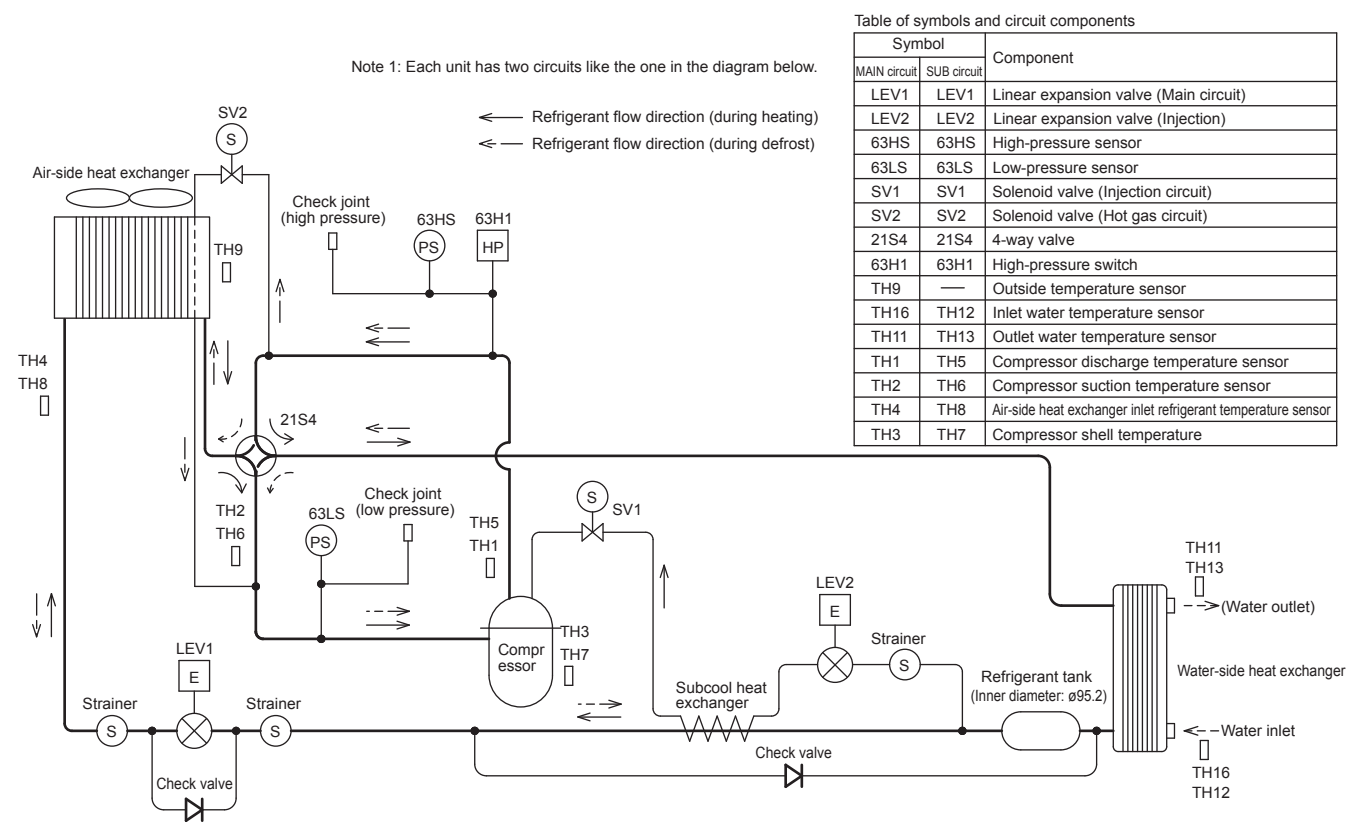 Table of symbols and circuit components
Symbol
Component
MAIN circuit SUB circuit
LEV1 LEV1 Linear expansion valve (Main circuit)
LEV2 LEV2 Linear expansion valve (Injection)
63HS 63HS High-pressure sensor
63LS 63LS Low-pressure sensor
SV1 SV1 Solenoid valve (Injection circuit)
SV2 SV2 Solenoid valve (Hot gas circuit)
21S4 21S4 4-way valve
63H1 63H1 High-pressure switch
TH9 — Outside temperature sensor
TH16 TH12 Inlet water temperature sensor
TH11 TH13 Outlet water temperature sensor
TH1 TH5 Compressor discharge temperature sensor
TH2 TH6 Compressor suction temperature sensor
TH4 TH8 Air-side heat exchanger inlet refrigerant temperature sensor
TH3 TH7 Compressor shell temperature
Note 1: Each unit has two circuits like the one in the diagram below.
Refrigerant flow direction (during heating)
Refrigerant flow direction (during defrost)
SV2
S
Air-side heat exchanger
TH9
Check joint
(high pressure)
63HS
PS
63H1
HP
TH4
TH8
21S4
TH2
TH6
63LS
PS
Check joint
(low pressure)
TH5
TH1
S
SV1
Compr
essor
TH3
TH7
LEV2
E
Strainer
S
TH11
TH13
(Water outlet)
Water-side heat exchanger
Refrigerant tank
(Inner diameter: ø95.2)
Subcool heat
exchanger
LEV1
E
Strainer
S
Strainer
S
Check valve
Check valve
Water inlet
TH16
TH12